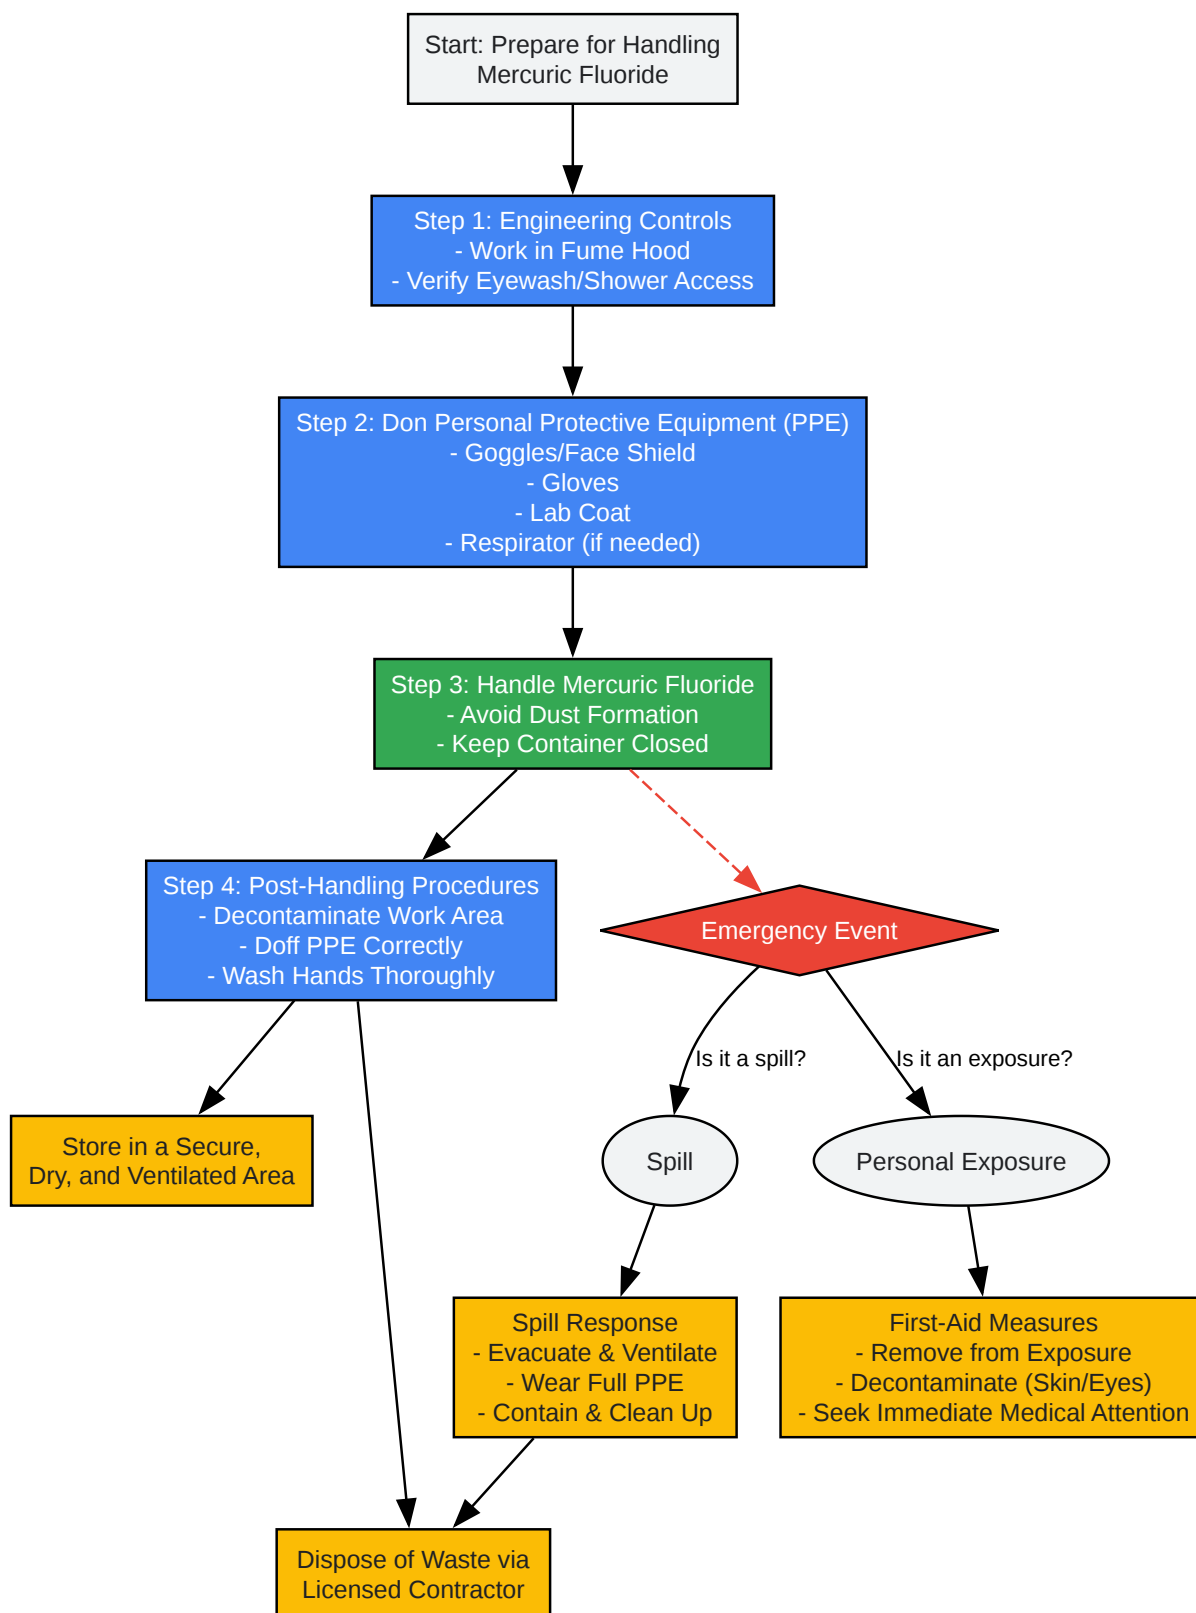 Start: Prepare for Handling
Mercuric Fluoride
Step 1: Engineering Controls
- Work in Fume Hood
- Verify Eyewash/Shower Access
Step 2: Don Personal Protective Equipment (PPE)
- Goggles/Face Shield
- Gloves
- Lab Coat
- Respirator (if needed)
Step 3: Handle Mercuric Fluoride
- Avoid Dust Formation
- Keep Container Closed
Step 4: Post-Handling Procedures
- Decontaminate Work Area
- Doff PPE Correctly
- Wash Hands Thoroughly
Emergency Event
Is it a spill?
Is it an exposure?
Store in a Secure,
Dry, and Ventilated Area
Spill
Personal Exposure
Spill Response
- Evacuate & Ventilate
- Wear Full PPE
- Contain & Clean Up
First-Aid Measures
- Remove from Exposure
- Decontaminate (Skin/Eyes)
- Seek Immediate Medical Attention
Dispose of Waste via
Licensed Contractor